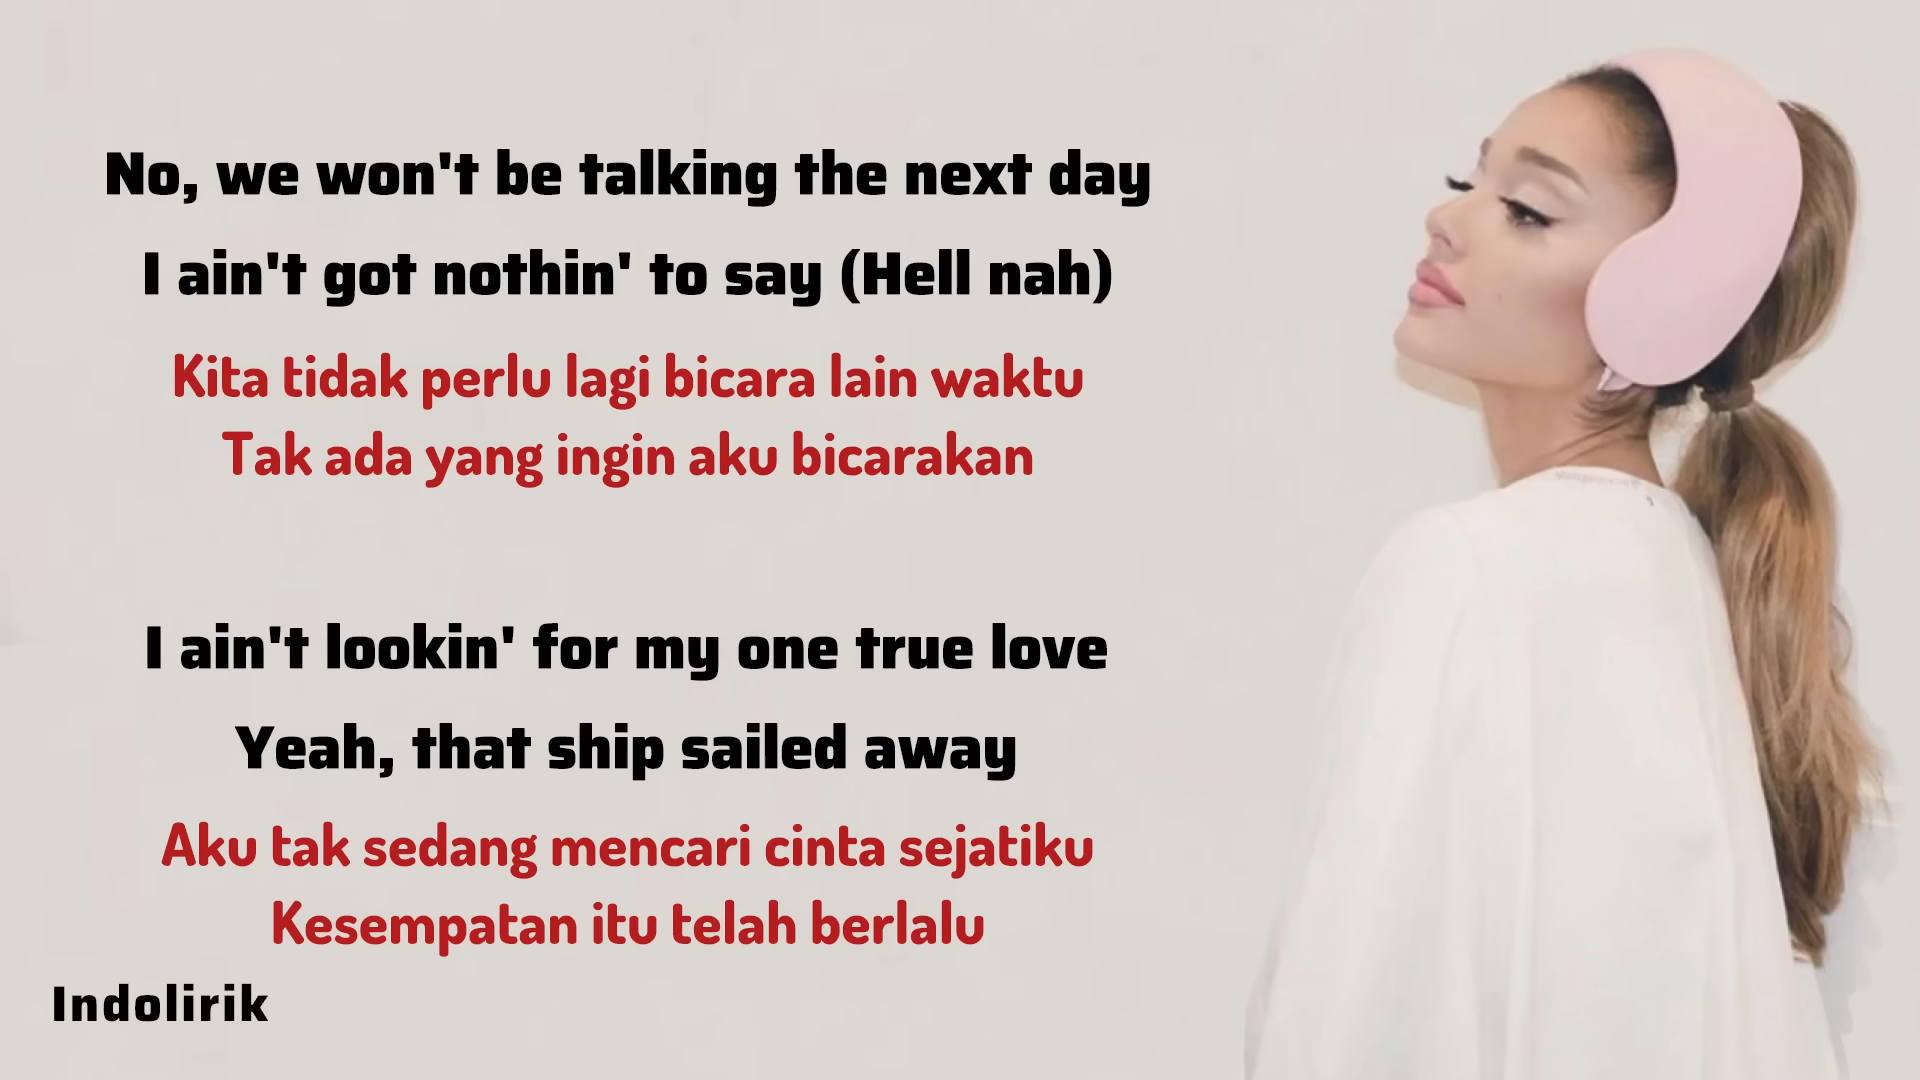 No, we won't be talking the next day
I ain't got nothin' to say (Hell nah)
Kita tidak perlu lagi bicara lain waktu
Tak ada yang ingin aku bicarakan
I ain't lookin' for my one true love
Yeah, that ship sailed away
Aku tak sedang mencari cinta sejatiku
Kesempatan itu telah berlalu
Indolirik